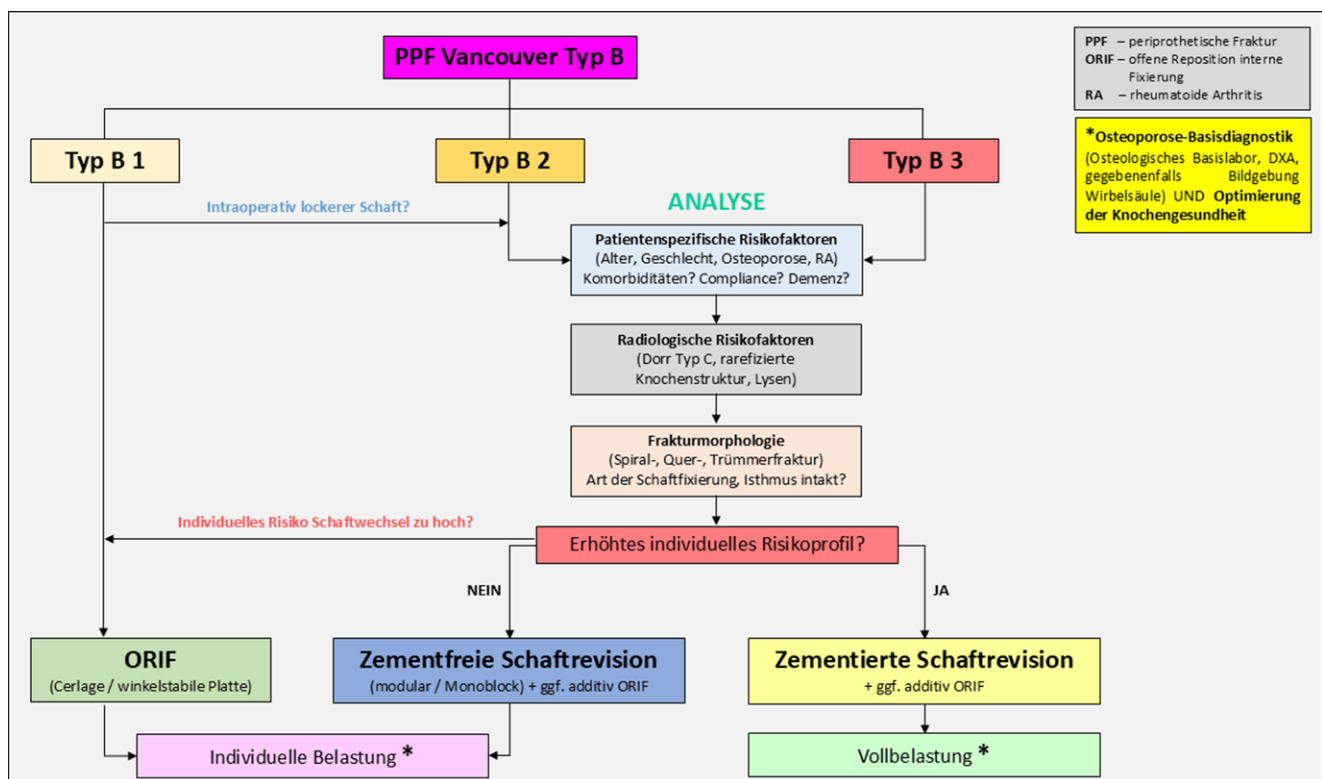 PPF Vancouver Typ B
PPF – periprothetische Fraktur
ORIF – offene Reposition interne
Fixierung
RA – rheumatoide Arthritis
*Osteoporose-Basisdiagnostik
(Osteologisches Basislabor, DXA,
gegebenenfalls Bildgebung
Wirbelsäule) UND Optimierung
der Knochengesundheit
Typ B 1
Typ B 2
Typ B 3
Intraoperativ lockerer Schaft?
ANALYSE
Patientenspezifische Risikofaktoren
(Alter, Geschlecht, Osteoporose, RA)
Komorbiditäten? Compliance? Demenz?
Radiologische Risikofaktoren
(Dorr Typ C, rarefizierte
Knochenstruktur, Lysen)
Frakturmorphologie
(Spiral-, Quer-, Trümmerfraktur)
Art der Schaftfixierung, Isthmus intakt?
Individuelles Risiko Schaftwechsel zu hoch?
Erhöhtes individuelles Risikoprofil?
NEIN
JA
ORIF
(Cerlage / winkelstabile Platte)
Zementfreie Schaftrevision
(modular / Monoblock) + ggf. additiv ORIF
Zementierte Schaftrevision
+ ggf. additiv ORIF
Individuelle Belastung *
Vollbelastung *